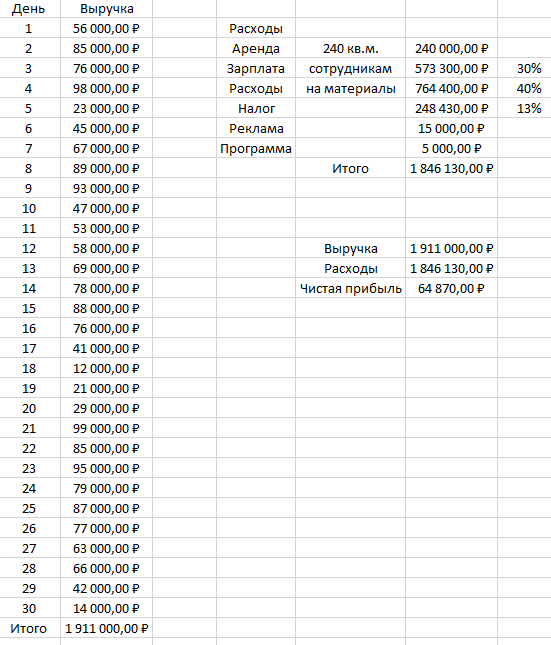 День Выручка
1 56 000,00 ₽ Расходы
2 85 000,00 ₽ Аренда 240 кв.м. 240 000,00 ₽
3 76 000,00 ₽ Зарплата сотрудникам 573 300,00 ₽ 30%
4 98 000,00 ₽ Расходы на материалы 764 400,00 ₽ 40%
5 23 000,00 ₽ Налог 248 430,00 ₽ 13%
6 45 000,00 ₽ Реклама 15 000,00 ₽
7 67 000,00 ₽ Программа 5 000,00 ₽
8 89 000,00 ₽ Итого 1 846 130,00 ₽
9 93 000,00 ₽
10 47 000,00 ₽
11 53 000,00 ₽
12 58 000,00 ₽ Выручка 1 911 000,00 ₽
13 69 000,00 ₽ Расходы 1 846 130,00 ₽
14 78 000,00 ₽ Чистая прибыль 64 870,00 ₽
15 88 000,00 ₽
16 76 000,00 ₽
17 41 000,00 ₽
18 12 000,00 ₽
19 21 000,00 ₽
20 29 000,00 ₽
21 99 000,00 ₽
22 85 000,00 ₽
23 95 000,00 ₽
24 79 000,00 ₽
25 87 000,00 ₽
26 77 000,00 ₽
27 63 000,00 ₽
28 66 000,00 ₽
29 42 000,00 ₽
30 14 000,00 ₽
Итого 1 911 000,00 ₽